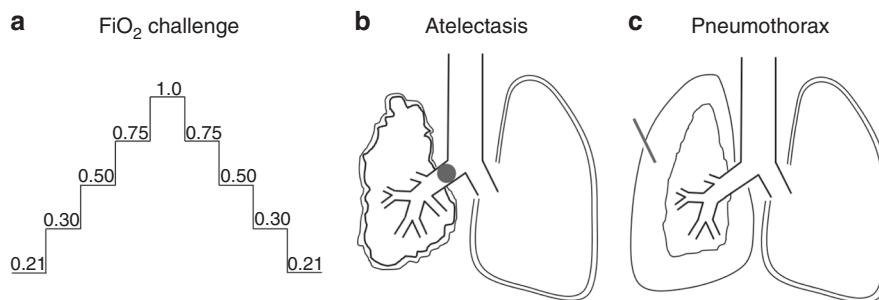 a FiO₂ challenge
b Atelectasis
c Pneumothorax
1.0
0.75 0.75
0.50 0.50
0.30 0.30
0.21 0.21